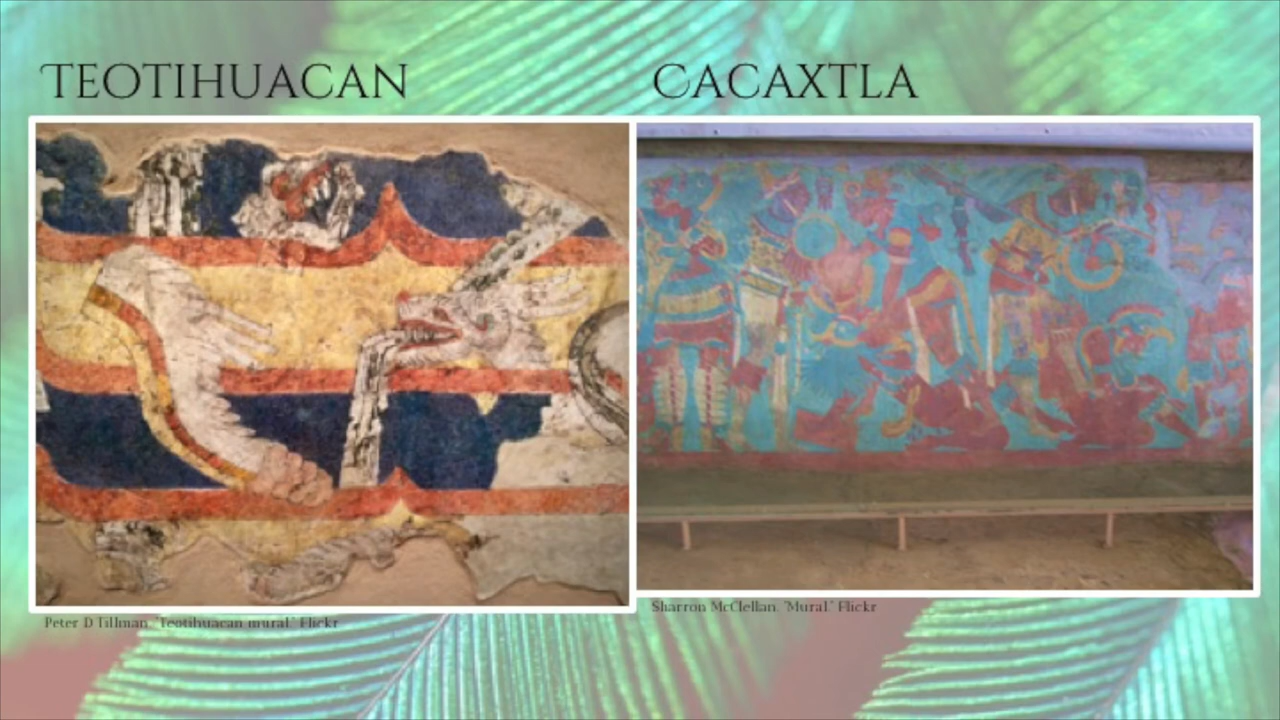 Teotihuacan
Cacaxtla
Peter D Tillman. "Teotihuacan mural" Flickr
Sharron McClellan. "Mural" Flickr